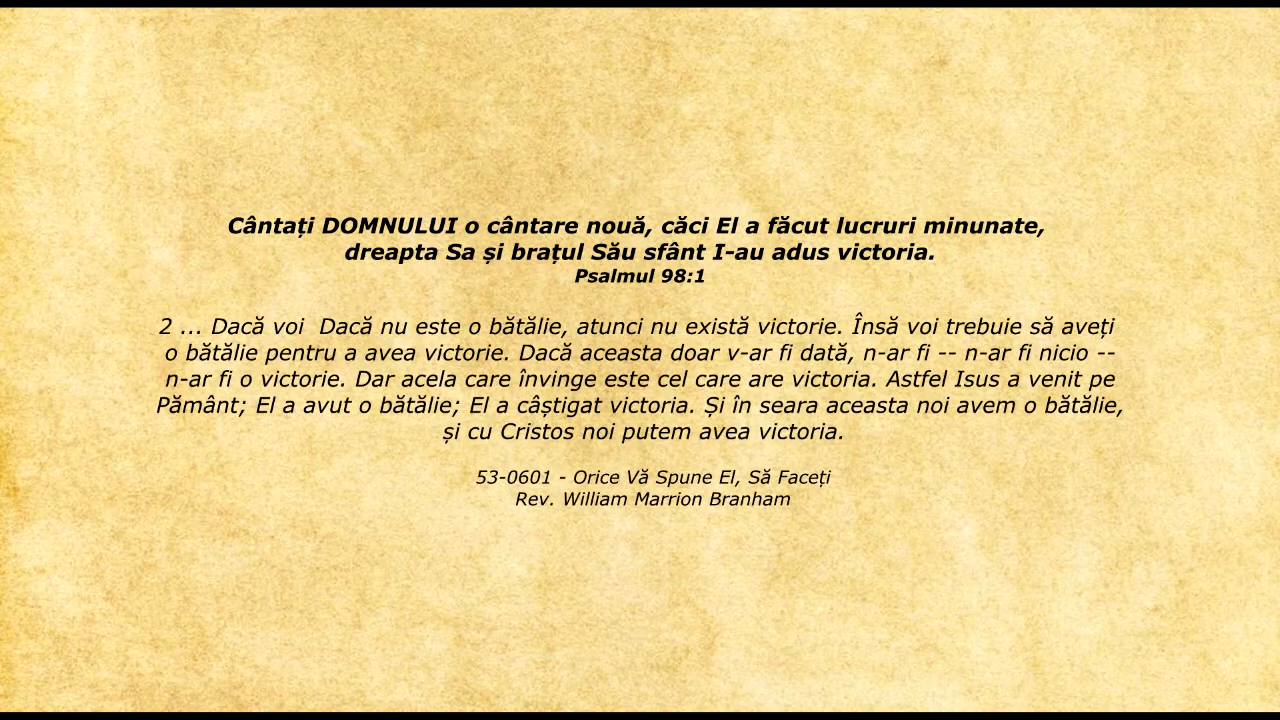 Cântați DOMNULUI o cântare nouă, căci El a făcut lucruri minunate,
dreapta Sa și brațul Său sfânt I-au adus victoria.
Psalmul 98:1
2 ... Dacă voi  Dacă nu este o bătălie, atunci nu există victorie. Însă voi trebuie să aveți
o bătălie pentru a avea victorie. Dacă aceasta doar v-ar fi dată, n-ar fi -- n-ar fi nicio --
n-ar fi o victorie. Dar acela care învinge este cel care are victoria. Astfel Isus a venit pe
Pământ; El a avut o bătălie; El a câștigat victoria. Și în seara aceasta noi avem o bătălie,
și cu Cristos noi putem avea victoria.
53-0601 - Orice Vă Spune El, Să Faceți
Rev. William Marrion Branham